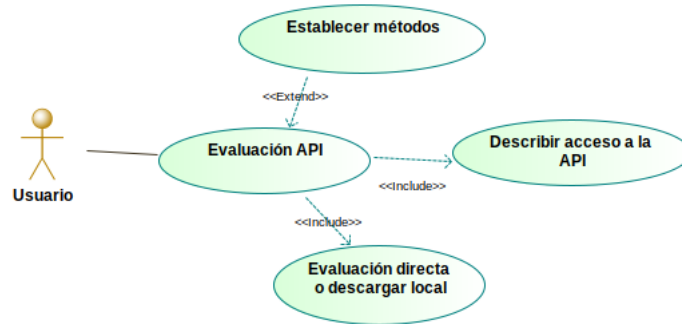 Establecer métodos
<<Extend>>
Evaluación API
Describir acceso a la
API
Usuario
<<Include>>
<<Include>>
Evaluación directa
o descargar local